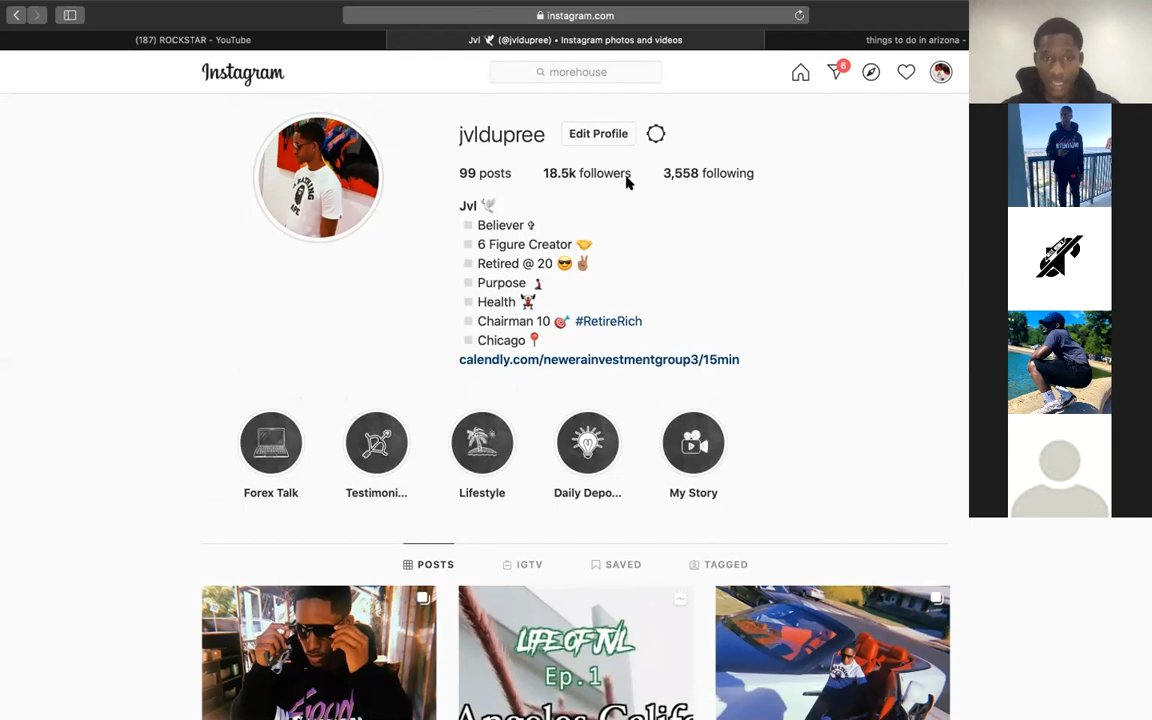 instagram.com
(187) ROCKSTAR - YouTube
Jvl 🕊 (@jvldupree) • Instagram photos and videos
things to do in arizona -
Instagram
morehouse
6
jvldupree
Edit Profile
99 posts
18.5k followers
3,558 following
Jvl 🕊
Believer ✞
6 Figure Creator 🤝
Retired @ 20 😎 ✌🏽
Purpose 🧎🏿‍♂️
Health 🏋🏿‍♂️
Chairman 10 🎯 #RetireRich
Chicago 📍
calendly.com/newerainvestmentgroup3/15min
Forex Talk
Testimoni...
Lifestyle
Daily Depo...
My Story
POSTS
IGTV
SAVED
TAGGED
LIFE OF JVL
Ep.1
Angeles Califo